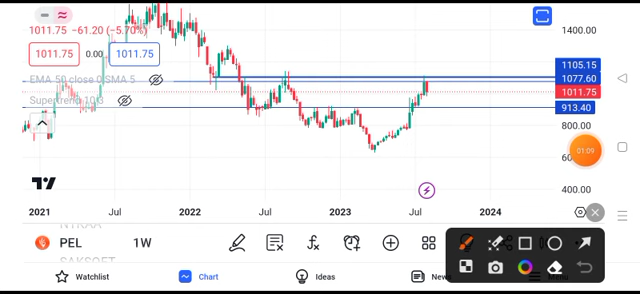 1400.00
1011.75 −61.20 (−5.70%)
1011.75 0.00 1011.75
1105.15
1077.60
EMA 50 close 0 SMA 5
1011.75
Supertrend 10 3
913.40
800.00
01:09
400.00
2021 Jul 2022 Jul 2023 Jul 2024
PEL 1W
Watchlist Chart Ideas News